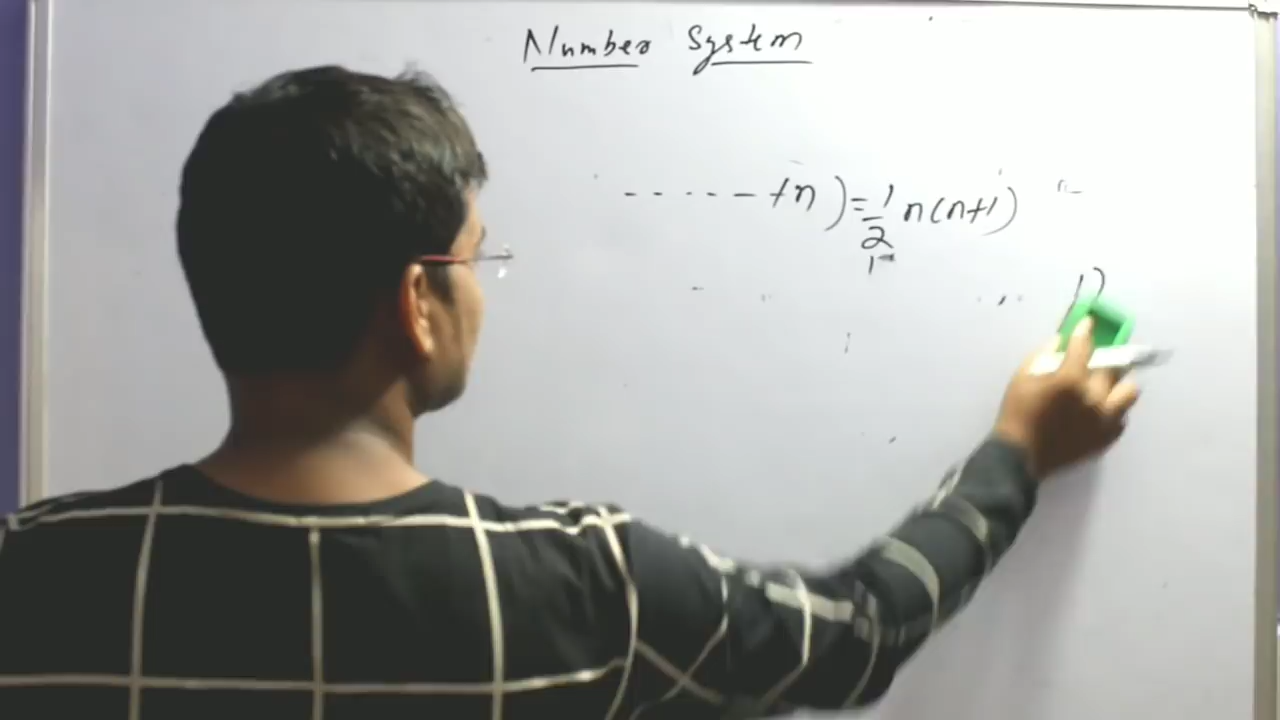 Number System
------ +n) = 1/2 n(n+1)